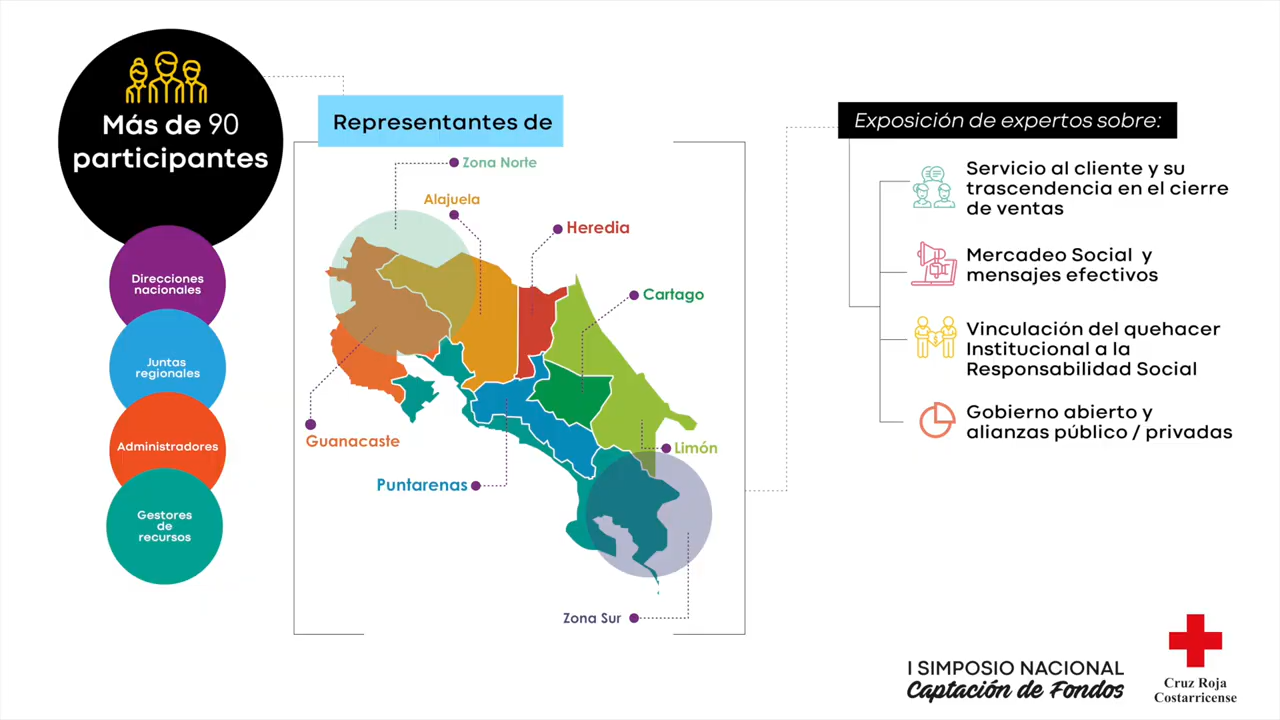 Más de 90
participantes
Direcciones
nacionales
Juntas
regionales
Administradores
Gestores
de
recursos
Representantes de
Zona Norte
Alajuela
Heredia
Cartago
Guanacaste
Limón
Puntarenas
Zona Sur
Exposición de expertos sobre:
Servicio al cliente y su
trascendencia en el cierre
de ventas
Mercadeo Social y
mensajes efectivos
Vinculación del quehacer
Institucional a la
Responsabilidad Social
Gobierno abierto y
alianzas público / privadas
I SIMPOSIO NACIONAL
Captación de Fondos
Cruz Roja
Costarricense